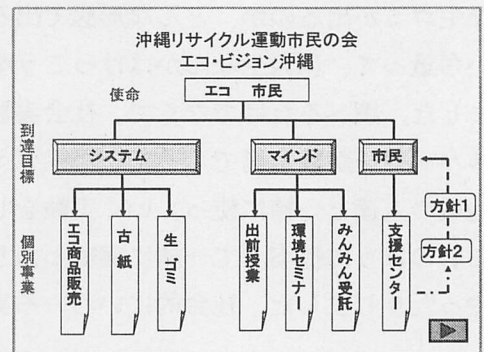 沖縄リサイクル運動市民の会
エコ・ビジョン沖縄
使命
エコ 市民
到達目標
システム
マインド
市民
方針1
方針2
個別事業
エコ商品販売
古紙
生ゴミ
出前授業
環境セミナー
みんみん受託
支援センター